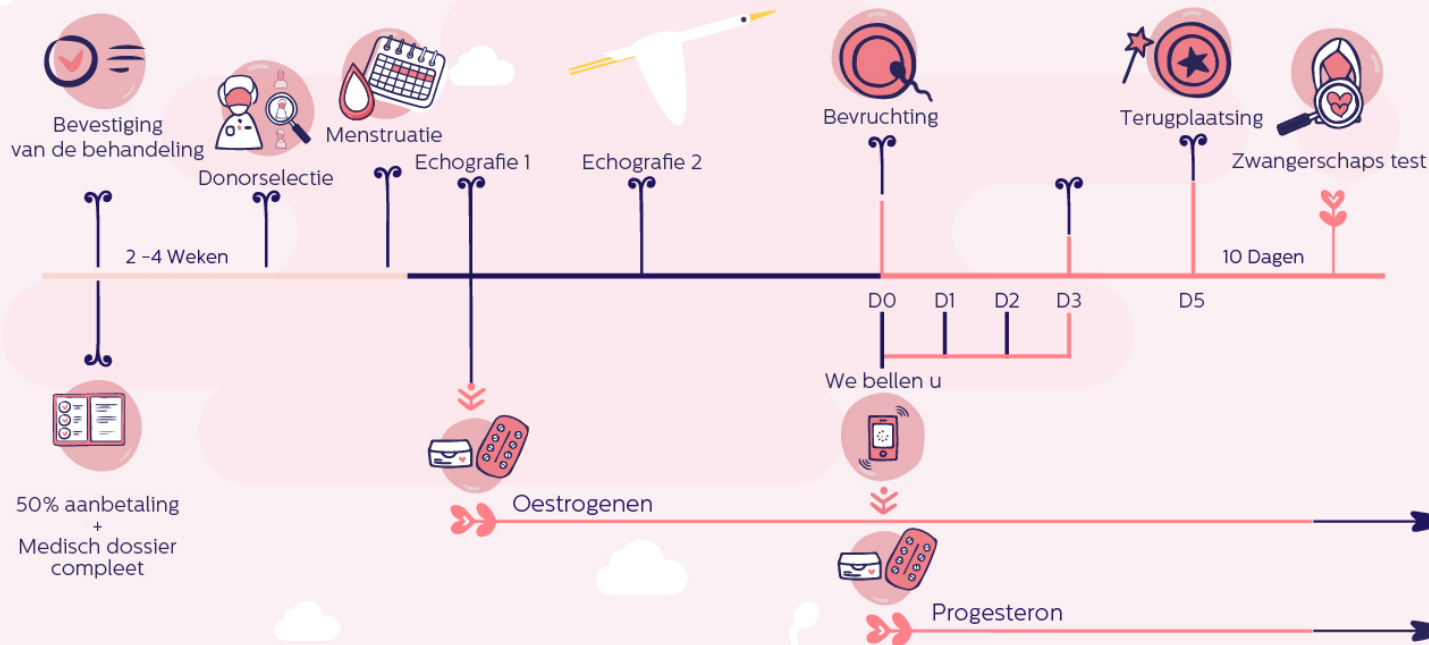 Bevestiging
van de behandeling
Donorselectie
Menstruatie
Echografie 1
Echografie 2
Bevruchting
Terugplaatsing
Zwangerschaps test
2 -4 Weken
10 Dagen
D0
D1
D2
D3
D5
We bellen u
50% aanbetaling
+
Medisch dossier
compleet
Oestrogenen
Progesteron